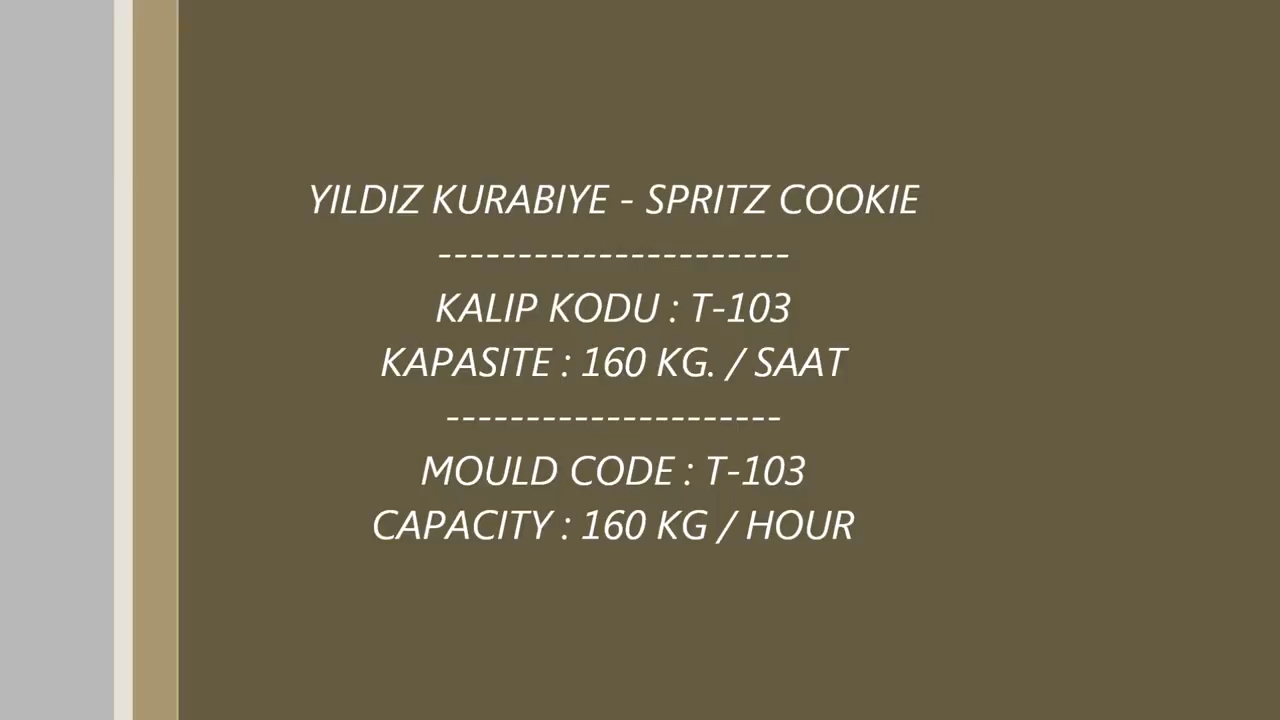 YILDIZ KURABIYE - SPRITZ COOKIE
----------------------
KALIP KODU : T-103
KAPASITE : 160 KG. / SAAT
---------------------
MOULD CODE : T-103
CAPACITY : 160 KG / HOUR